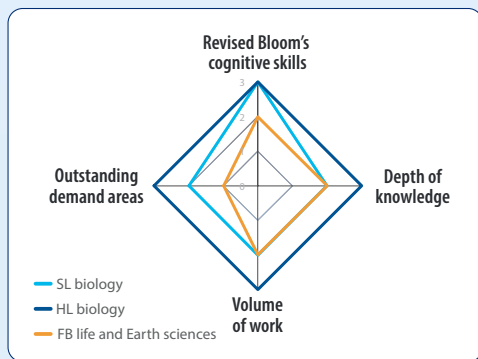 Revised Bloom's
cognitive skills
3
2
1
0
Outstanding
demand areas
Depth of
knowledge
Volume
of work
SL biology
HL biology
FB life and Earth sciences